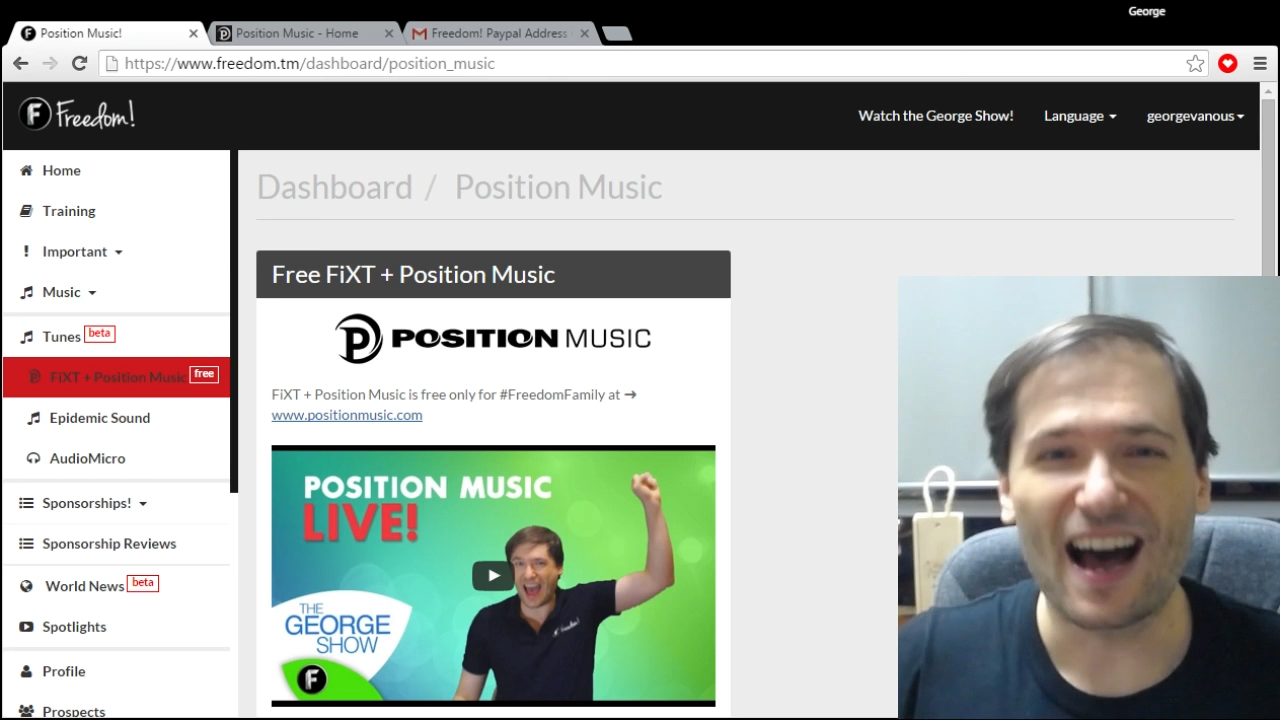 George
Position Music!
Position Music - Home
Freedom! Paypal Address
https://www.freedom.tm/dashboard/position_music
F Freedom!
Watch the George Show!
Language
georgevanous
Home
Training
Important
Music
Tunes beta
FiXT + Position Music free
Epidemic Sound
AudioMicro
Sponsorships!
Sponsorship Reviews
World News beta
Spotlights
Profile
Prospects
Dashboard / Position Music
Free FiXT + Position Music
POSITION MUSIC
FiXT + Position Music is free only for #FreedomFamily at ➔
www.positionmusic.com
POSITION MUSIC
LIVE!
THE
GEORGE
SHOW
F
Freedom!